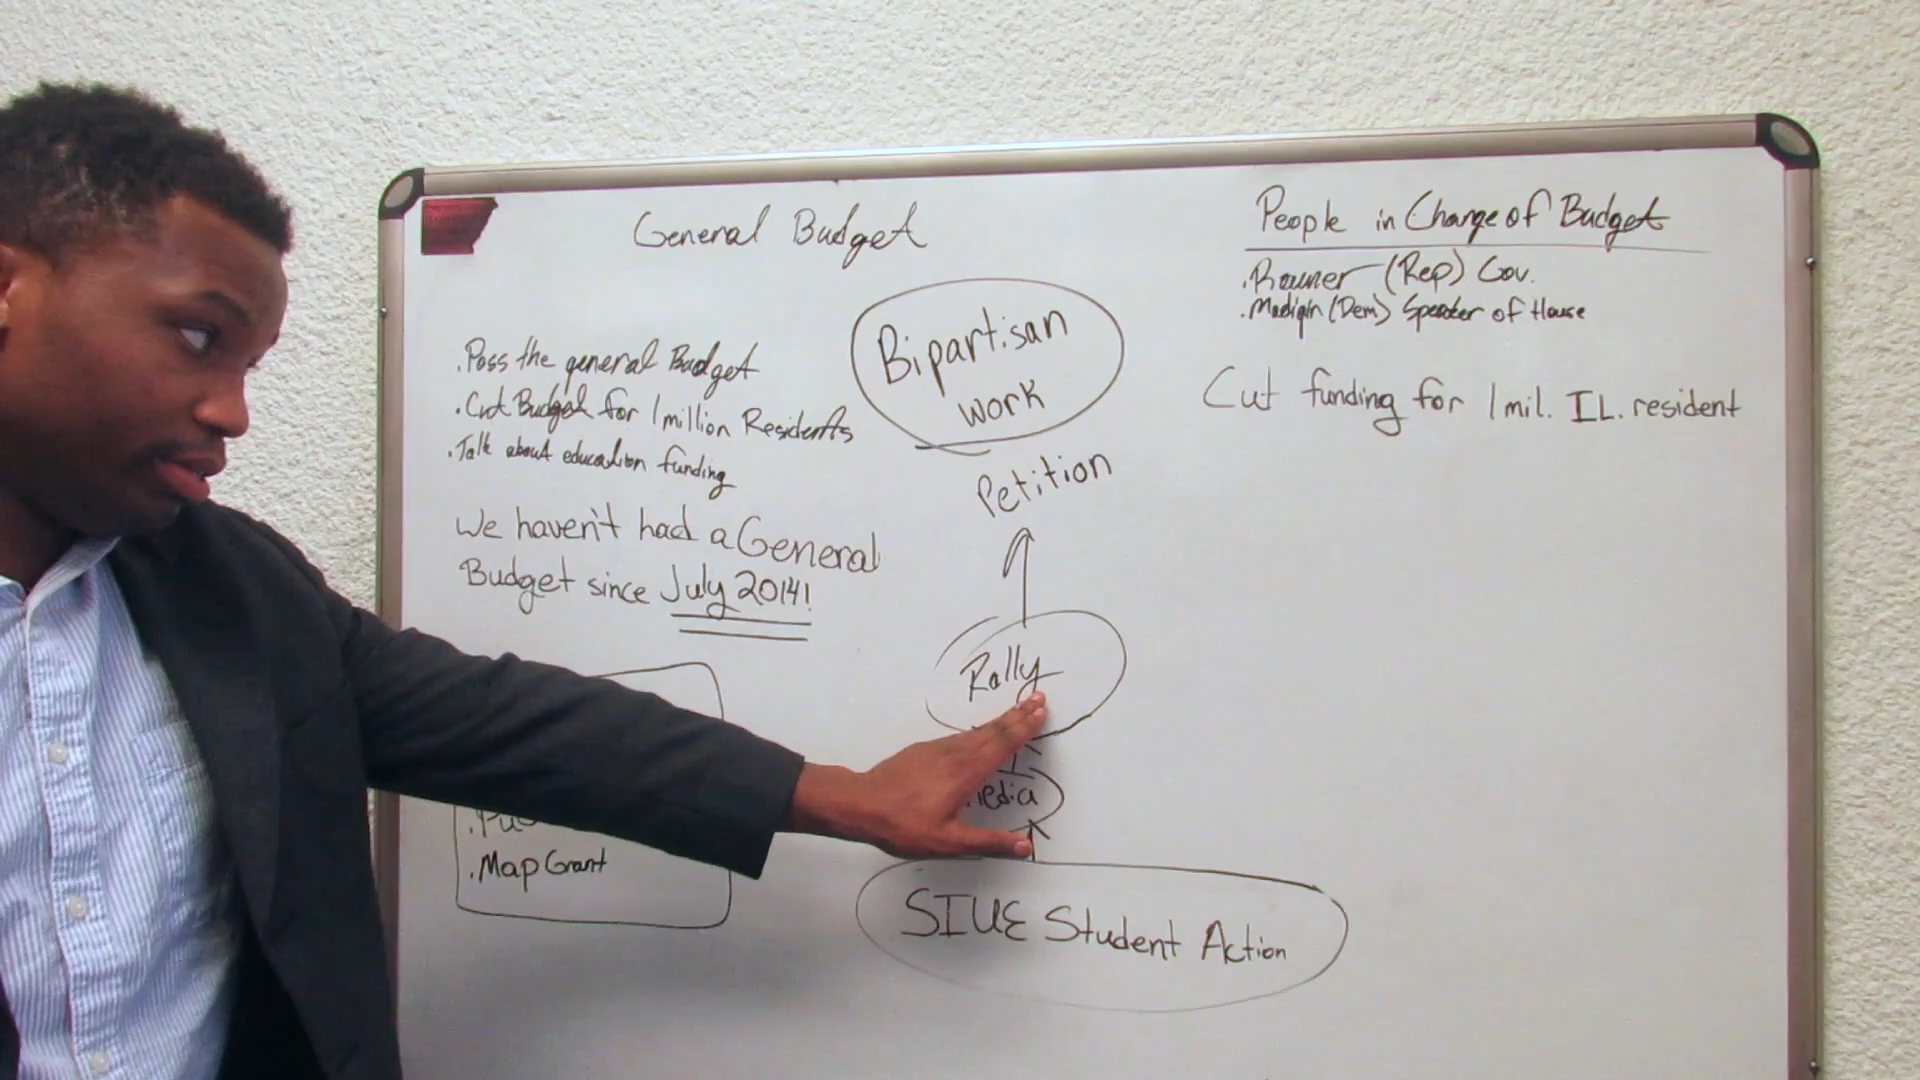 General Budget
People in Charge of Budget
.Rauner (Rep) Gov.
.Madigin (Dem) Speaker of House
Bipartisan
work
.Pass the general Budget
.Cut Budget for 1 million Residents
.Talk about education funding
Cut funding for 1 mil. IL. resident
Petition
We haven't had a General
Budget since July 2014!
Rally
.Map Grant
SIUE Student Action